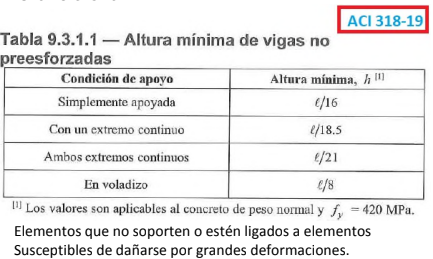 ACI 318-19
Tabla 9.3.1.1 — Altura mínima de vigas no
preesforzadas
Condición de apoyo Altura mínima, h [1]
Simplemente apoyada ℓ/16
Con un extremo continuo ℓ/18.5
Ambos extremos continuos ℓ/21
En voladizo ℓ/8
[1] Los valores son aplicables al concreto de peso normal y fy = 420 MPa.
Elementos que no soporten o estén ligados a elementos
Susceptibles de dañarse por grandes deformaciones.